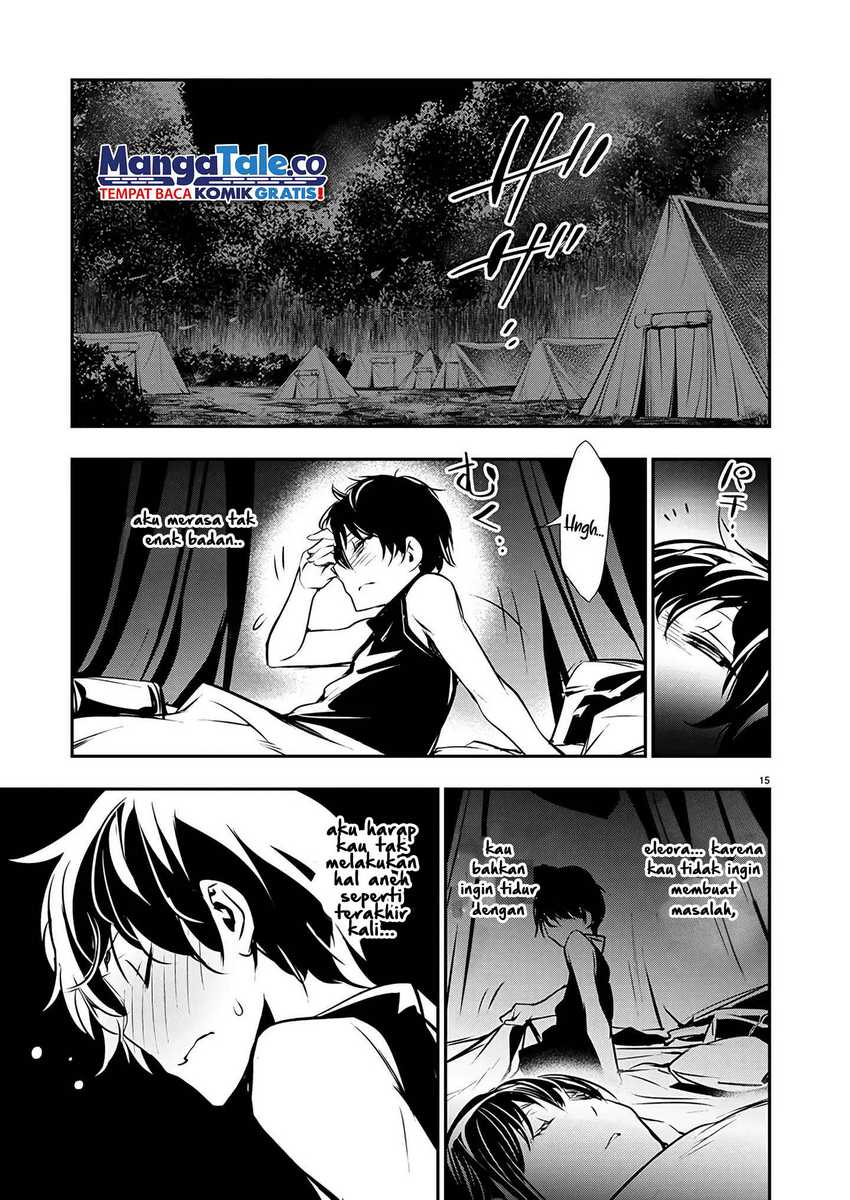 MangaTale.co
TEMPAT BACA KOMIK GRATIS!
ザザ
ザザ...
パチ...
Hngh...
むく...
aku merasa tak
enak badan..
15
eleora... karena
kau tidak ingin
membuat
masalah,
kau
bahkan
ingin tidur
dengan
aku harap
kau tak
melakukan
hal aneh
seperti
terakhir
kali...